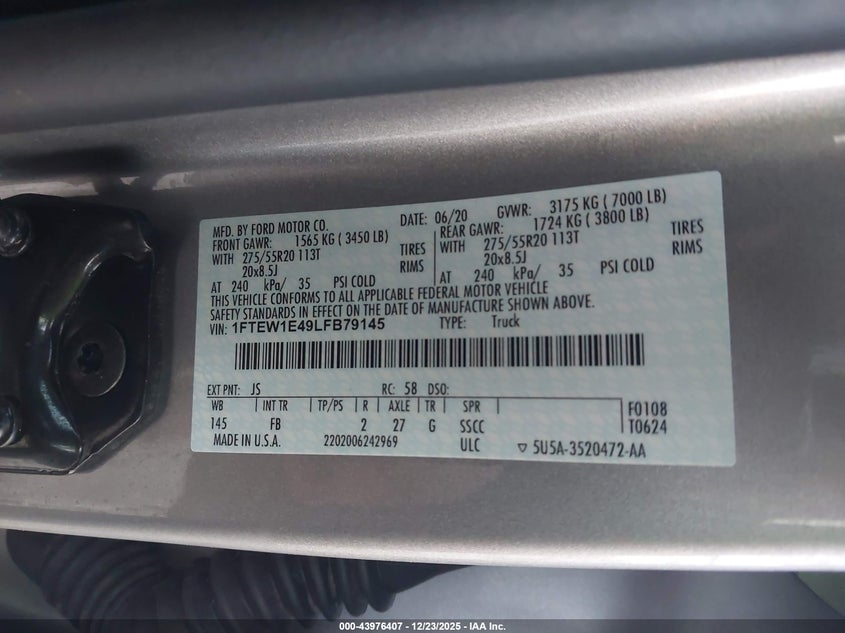 MFD. BY FORD MOTOR CO. DATE: 06/20 GVWR: 3175 KG ( 7000 LB)
FRONT GAWR: 1565 KG ( 3450 LB) REAR GAWR: 1724 KG ( 3800 LB)
WITH 275/55R20 113T TIRES WITH 275/55R20 113T TIRES
20x8.5J RIMS 20x8.5J RIMS
AT 240 kPa/ 35 PSI COLD AT 240 kPa/ 35 PSI COLD
THIS VEHICLE CONFORMS TO ALL APPLICABLE FEDERAL MOTOR VEHICLE
SAFETY STANDARDS IN EFFECT ON THE DATE OF MANUFACTURE SHOWN ABOVE.
VIN: 1FTEW1E49LFB79145 TYPE: Truck
EXT PNT: JS RC: 58 DSO:
WB INT TR TP/PS R AXLE TR SPR F0108
145 FB 2 27 G SSCC T0624
MADE IN U.S.A. 2202006242969 ULC ▽ 5U5A-3520472-AA
000-43976407 - 12/23/2025 - IAA Inc.